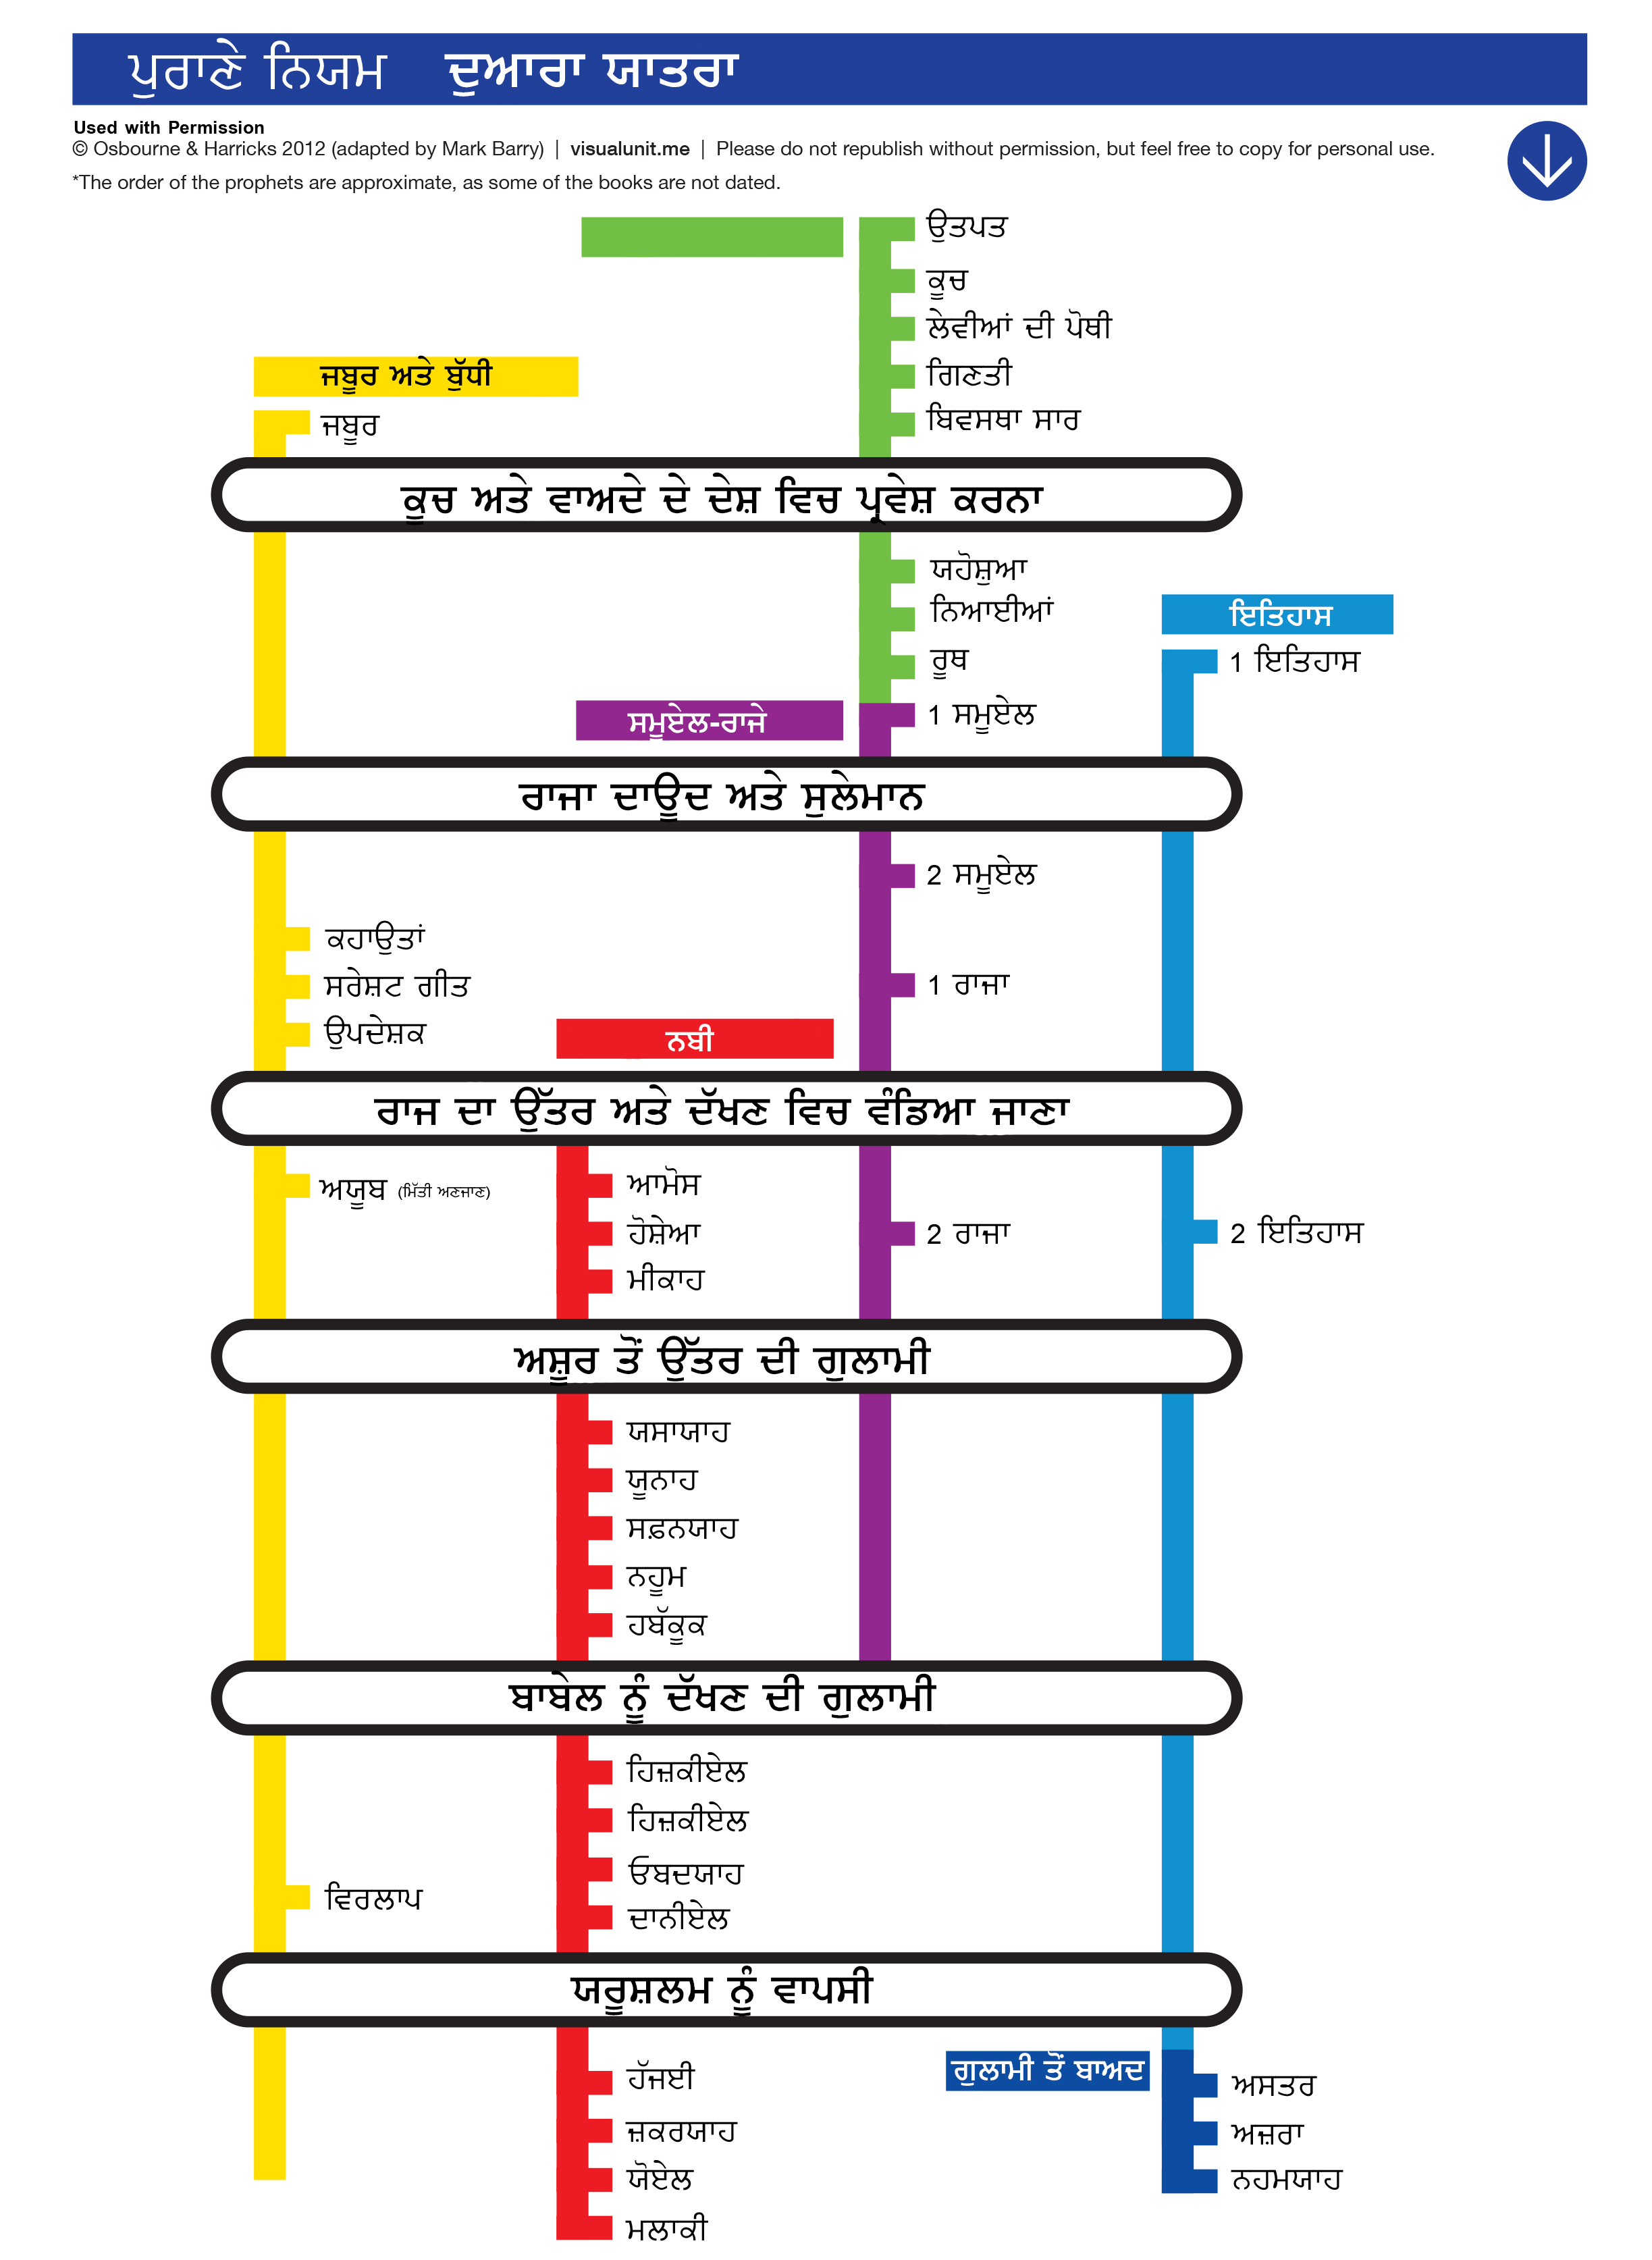 ਪੁਰਾਣੇ ਨਿਯਮ ਦੁਆਰਾ ਯਾਤਰਾ
Used with Permission
© Osbourne & Harricks 2012 (adapted by Mark Barry) | visualunit.me | Please do not republish without permission, but feel free to copy for personal use.
*The order of the prophets are approximate, as some of the books are not dated.
ਉਤਪਤ
ਕੂਚ
ਲੇਵੀਆਂ ਦੀ ਪੋਥੀ
ਗਿਣਤੀ
ਬਿਵਸਥਾ ਸਾਰ
ਜਬੂਰ ਅਤੇ ਬੁੱਧੀ
ਜਬੂਰ
ਕੂਚ ਅਤੇ ਵਾਅਦੇ ਦੇ ਦੇਸ਼ ਵਿਚ ਪ੍ਰਵੇਸ਼ ਕਰਨਾ
ਯਹੋਸ਼ੁਆ
ਨਿਆਈਆਂ
ਰੂਥ
ਇਤਿਹਾਸ
1 ਇਤਿਹਾਸ
ਸਮੂਏਲ-ਰਾਜੇ
1 ਸਮੂਏਲ
ਰਾਜਾ ਦਾਊਦ ਅਤੇ ਸੁਲੇਮਾਨ
2 ਸਮੂਏਲ
ਕਹਾਉਤਾਂ
ਸਰੇਸ਼ਟ ਗੀਤ
1 ਰਾਜਾ
ਉਪਦੇਸ਼ਕ
ਨਬੀ
ਰਾਜ ਦਾ ਉੱਤਰ ਅਤੇ ਦੱਖਣ ਵਿਚ ਵੰਡਿਆ ਜਾਣਾ
ਅਯੂਬ (ਮਿੱਤੀ ਅਣਜਾਣ)
ਆਮੋਸ
ਹੋਸ਼ੇਆ
2 ਰਾਜਾ
2 ਇਤਿਹਾਸ
ਮੀਕਾਹ
ਅਸ਼ੂਰ ਤੋਂ ਉੱਤਰ ਦੀ ਗੁਲਾਮੀ
ਯਸਾਯਾਹ
ਯੂਨਾਹ
ਸਫ਼ਨਯਾਹ
ਨਹੂਮ
ਹਬੱਕੂਕ
ਬਾਬੇਲ ਨੂੰ ਦੱਖਣ ਦੀ ਗੁਲਾਮੀ
ਹਿਜ਼ਕੀਏਲ
ਹਿਜ਼ਕੀਏਲ
ਓਬਦਯਾਹ
ਵਿਰਲਾਪ
ਦਾਨੀਏਲ
ਯਰੂਸ਼ਲਮ ਨੂੰ ਵਾਪਸੀ
ਗੁਲਾਮੀ ਤੋਂ ਬਾਅਦ
ਹੱਜਈ
ਅਸਤਰ
ਜ਼ਕਰਯਾਹ
ਅਜ਼ਰਾ
ਯੋਏਲ
ਨਹਮਯਾਹ
ਮਲਾਕੀ